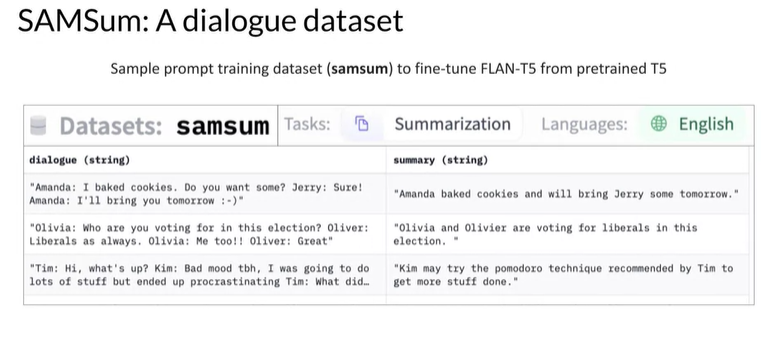 SAMSum: A dialogue dataset
Sample prompt training dataset (samsum) to fine-tune FLAN-T5 from pretrained T5
Datasets: samsum Tasks: Summarization Languages: English
dialogue (string) summary (string)
"Amanda: I baked cookies. Do you want some? Jerry: Sure!
Amanda: I'll bring you tomorrow :-)"
"Amanda baked cookies and will bring Jerry some tomorrow."
"Olivia: Who are you voting for in this election? Oliver:
Liberals as always. Olivia: Me too!! Oliver: Great"
"Olivia and Olivier are voting for liberals in this
election. "
"Tim: Hi, what's up? Kim: Bad mood tbh, I was going to do
lots of stuff but ended up procrastinating Tim: What did…
"Kim may try the pomodoro technique recommended by Tim to
get more stuff done."